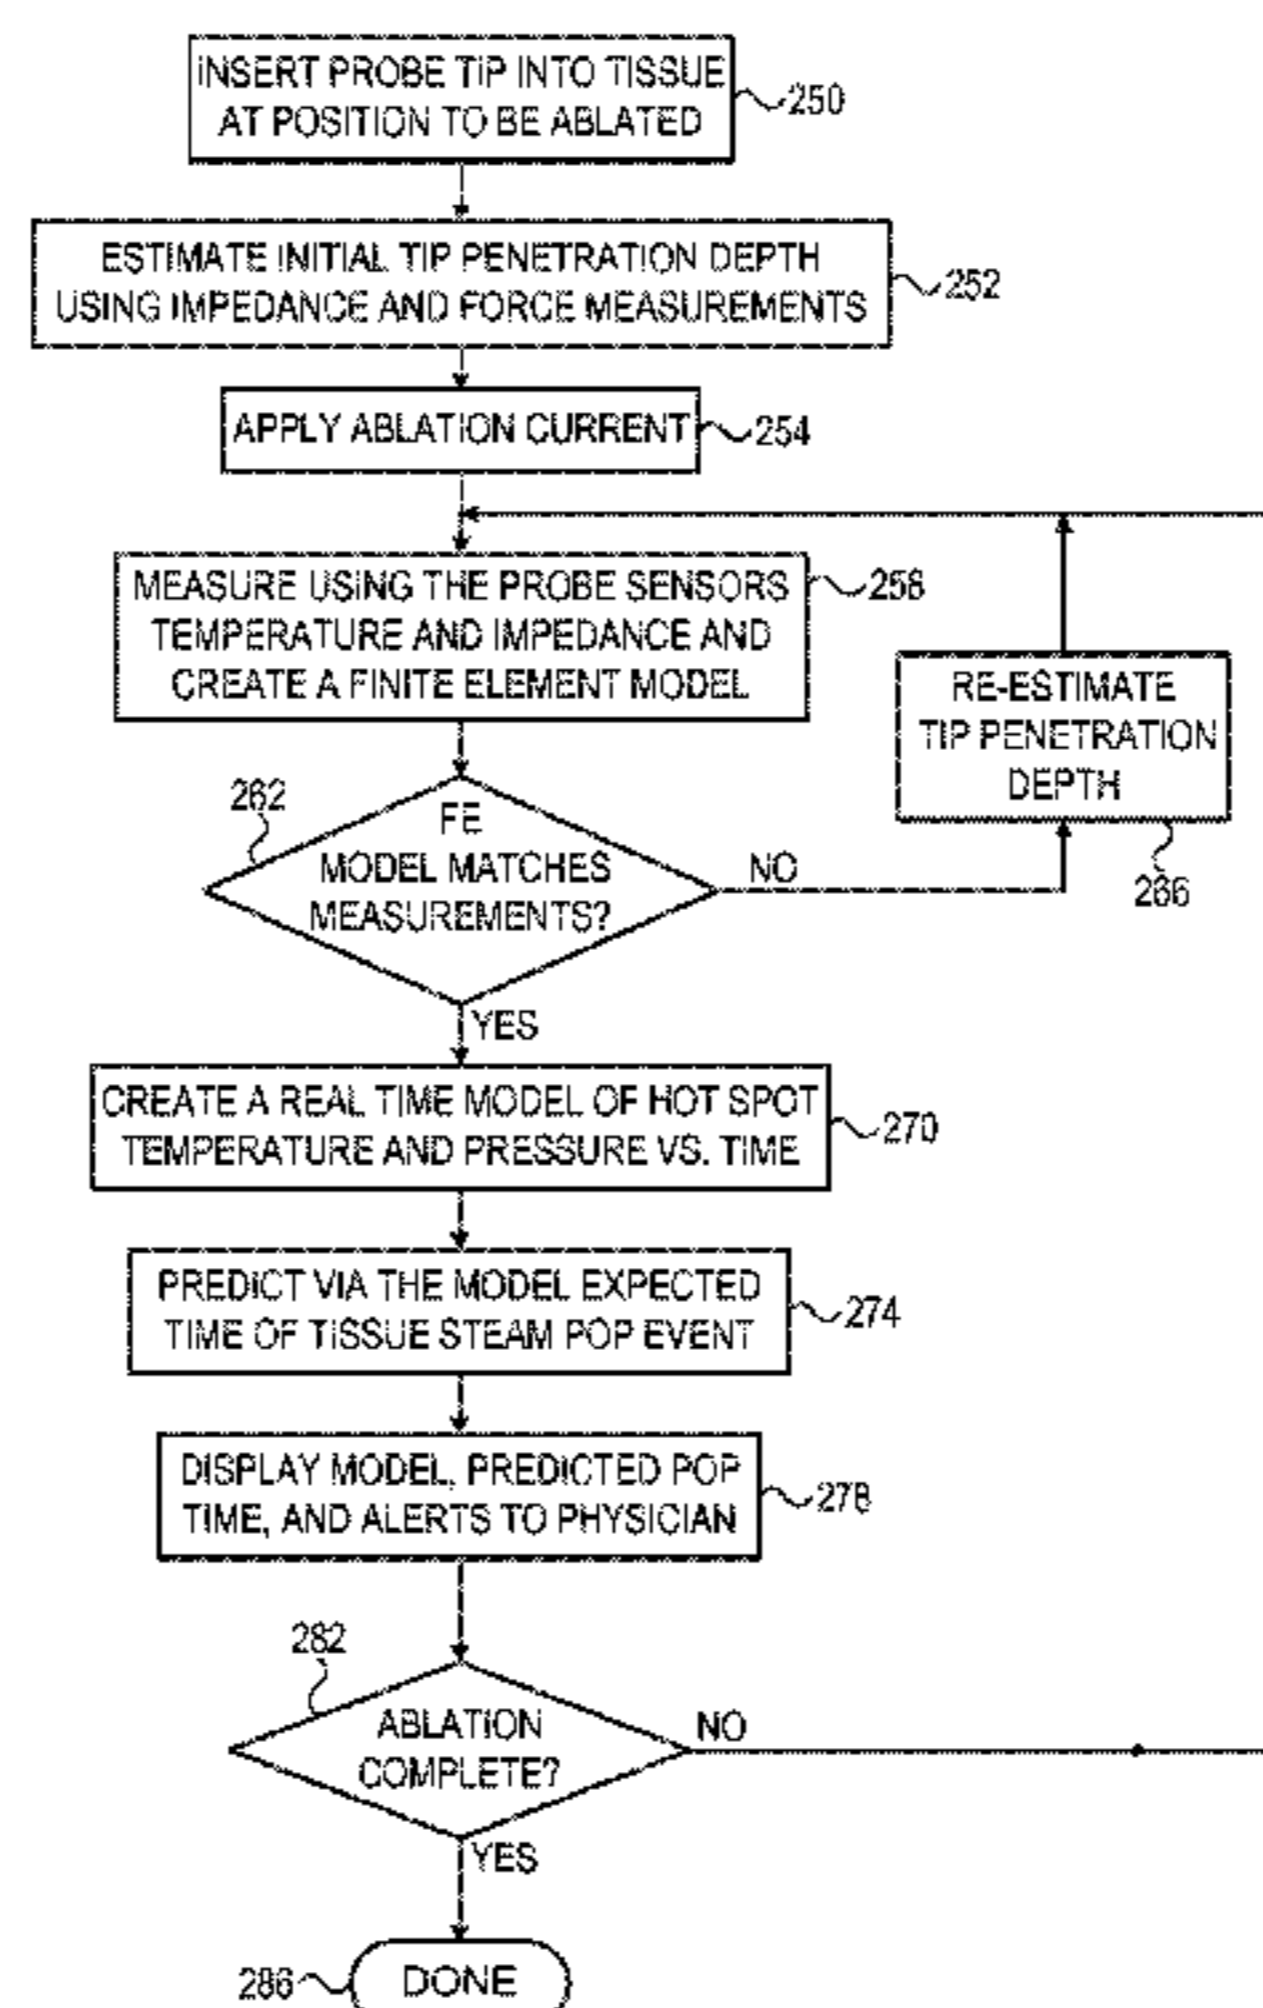 INSERT PROBE TIP INTO TISSUE
AT POSITION TO BE ABLATED
250
ESTIMATE INITIAL TIP PENETRATION DEPTH
USING IMPEDANCE AND FORCE MEASUREMENTS
252
APPLY ABLATION CURRENT
254
MEASURE USING THE PROBE SENSORS
TEMPERATURE AND IMPEDANCE AND
CREATE A FINITE ELEMENT MODEL
258
RE-ESTIMATE
TIP PENETRATION
DEPTH
266
262
FE
MODEL MATCHES
MEASUREMENTS?
NO
YES
CREATE A REAL TIME MODEL OF HOT SPOT
TEMPERATURE AND PRESSURE VS. TIME
270
PREDICT VIA THE MODEL EXPECTED
TIME OF TISSUE STEAM POP EVENT
274
DISPLAY MODEL, PREDICTED POP
TIME, AND ALERTS TO PHYSICIAN
278
282
ABLATION
COMPLETE?
NO
YES
286
DONE